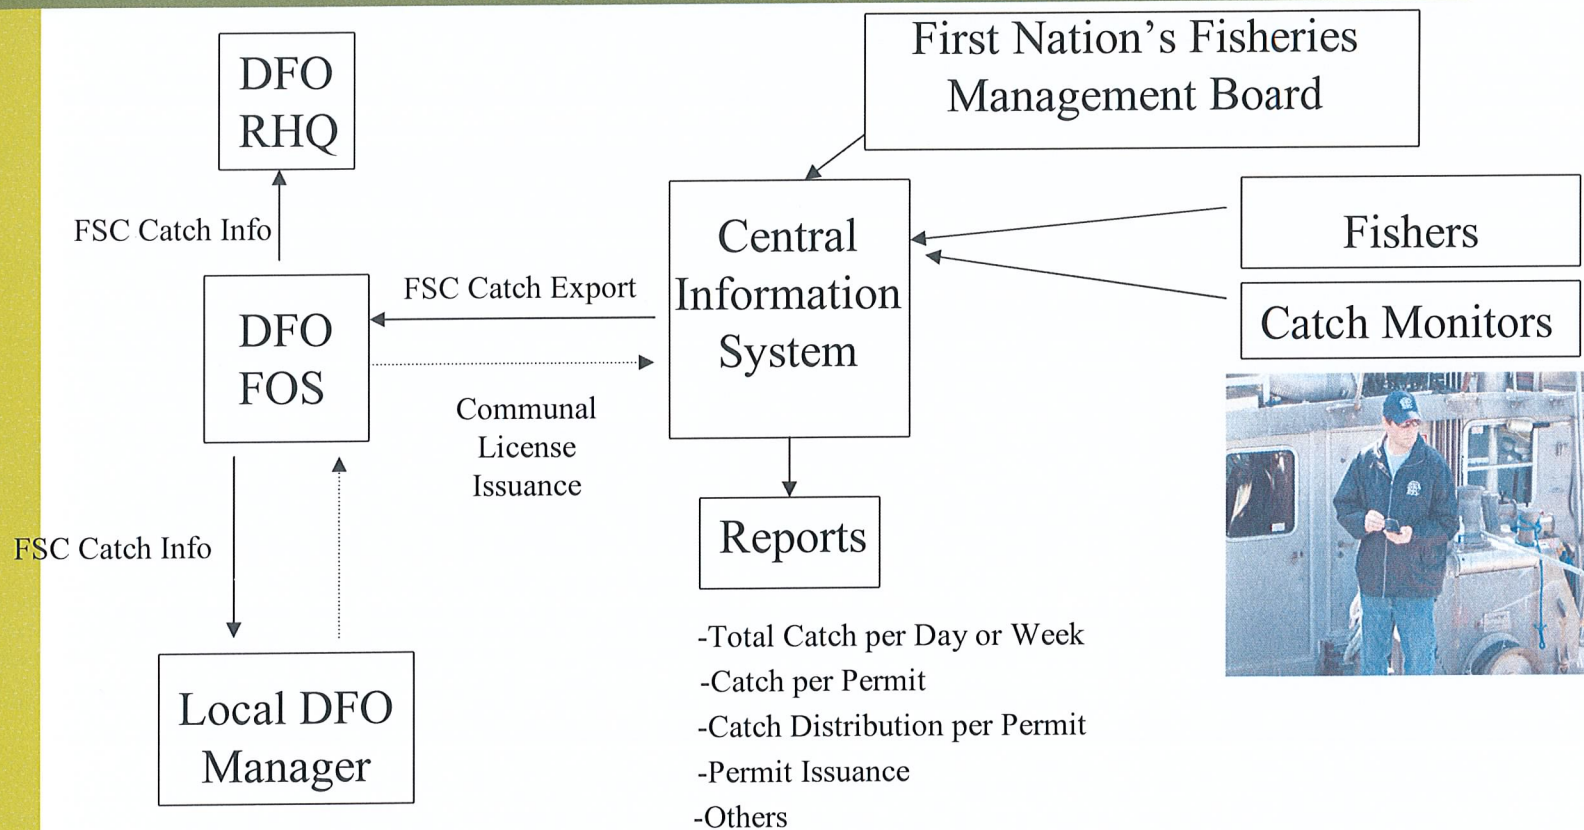 First Nation’s Fisheries
Management Board
DFO
RHQ
FSC Catch Info
Central
Information
System
Fishers
Catch Monitors
FSC Catch Export
DFO
FOS
Communal
License
Issuance
FSC Catch Info
Reports
Local DFO
Manager
-Total Catch per Day or Week
-Catch per Permit
-Catch Distribution per Permit
-Permit Issuance
-Others